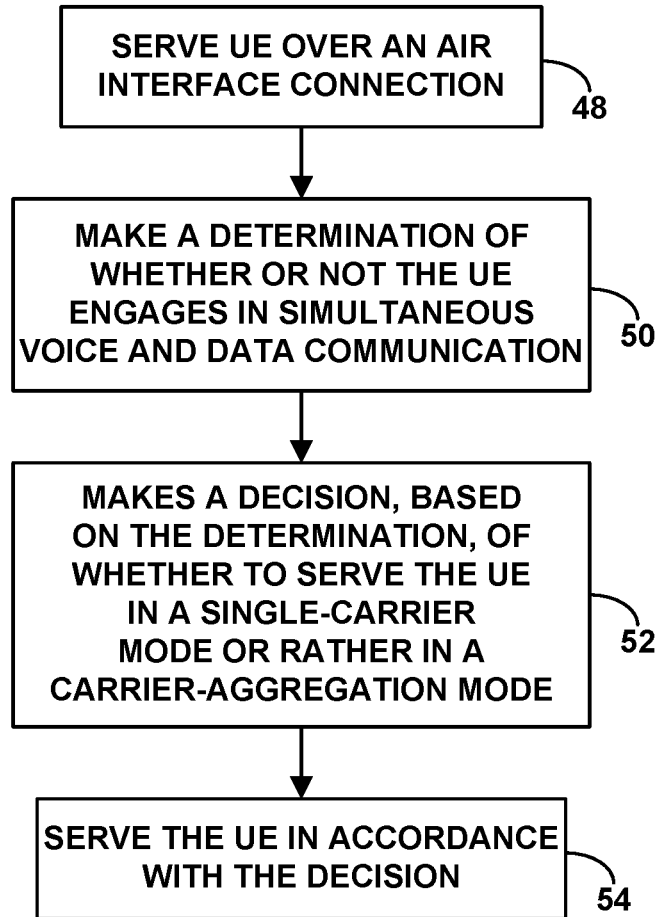 SERVE UE OVER AN AIR
INTERFACE CONNECTION
48
MAKE A DETERMINATION OF
WHETHER OR NOT THE UE
ENGAGES IN SIMULTANEOUS
VOICE AND DATA COMMUNICATION
50
MAKES A DECISION, BASED
ON THE DETERMINATION, OF
WHETHER TO SERVE THE UE
IN A SINGLE-CARRIER
MODE OR RATHER IN A
CARRIER-AGGREGATION MODE
52
SERVE THE UE IN ACCORDANCE
WITH THE DECISION
54